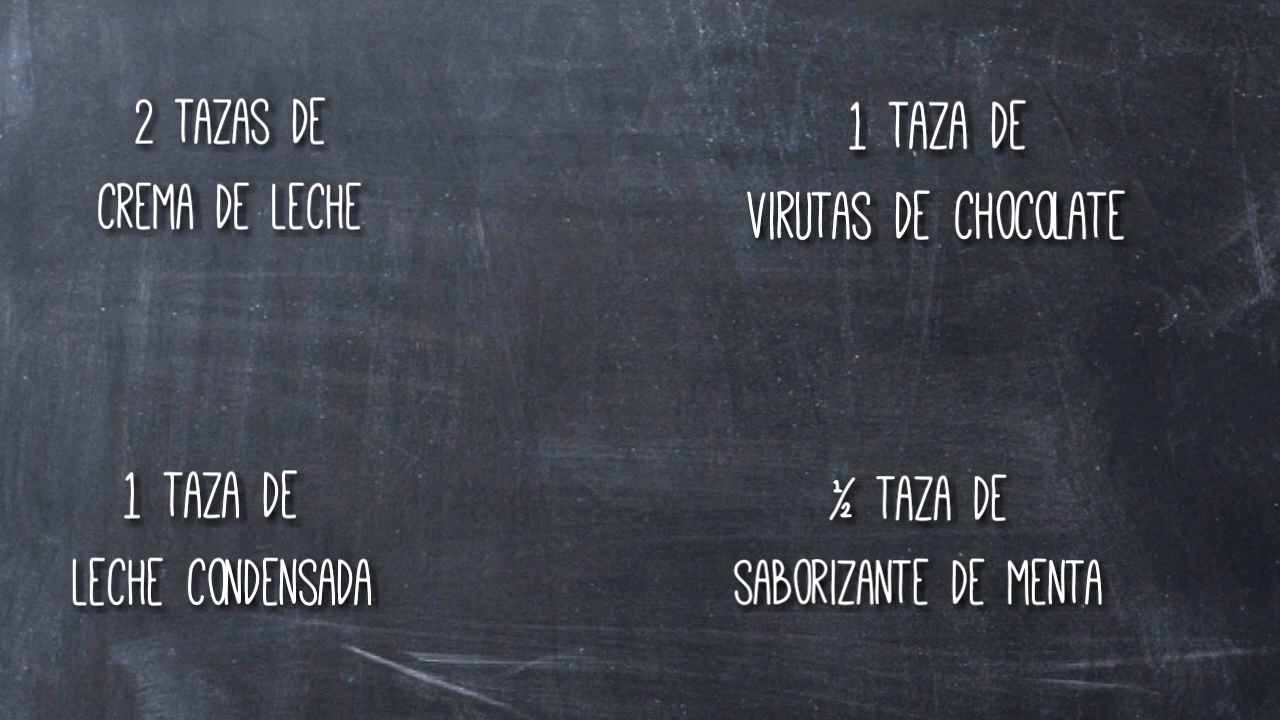 2 TAZAS DE
CREMA DE LECHE
1 TAZA DE
VIRUTAS DE CHOCOLATE
1 TAZA DE
LECHE CONDENSADA
½ TAZA DE
SABORIZANTE DE MENTA